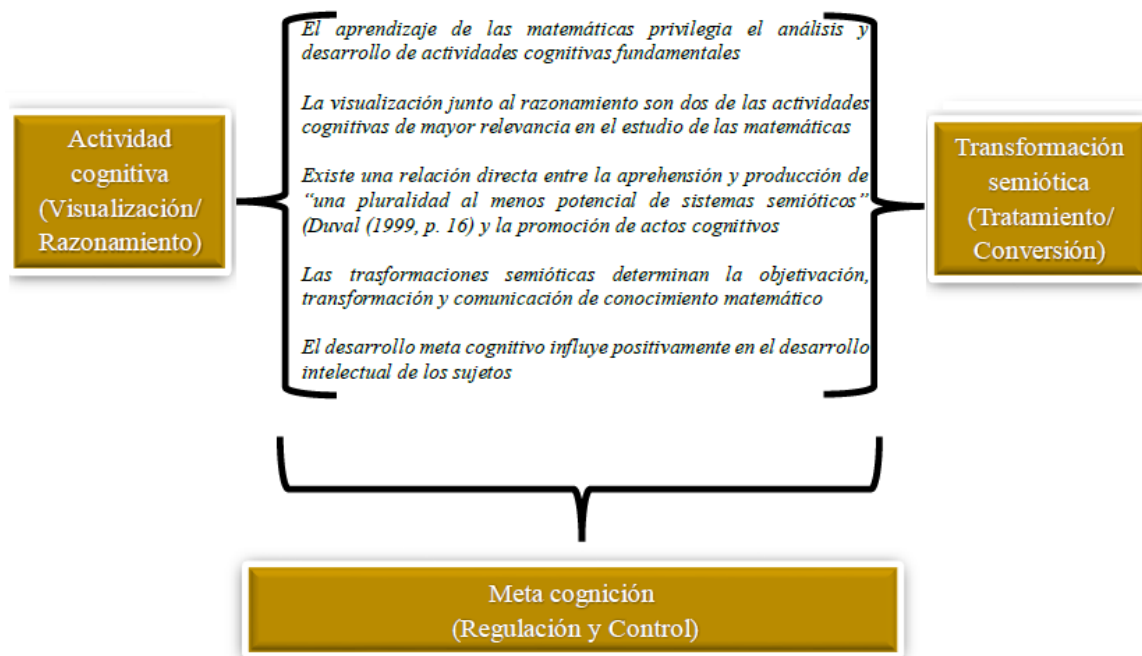 El aprendizaje de las matemáticas privilegia el análisis y
desarrollo de actividades cognitivas fundamentales
La visualización junto al razonamiento son dos de las actividades
cognitivas de mayor relevancia en el estudio de las matemáticas
Existe una relación directa entre la aprehensión y producción de
“una pluralidad al menos potencial de sistemas semióticos”
(Duval (1999, p. 16) y la promoción de actos cognitivos
Las trasformaciones semióticas determinan la objetivación,
transformación y comunicación de conocimiento matemático
El desarrollo meta cognitivo influye positivamente en el desarrollo
intelectual de los sujetos
Actividad
cognitiva
(Visualización/
Razonamiento)
Transformación
semiótica
(Tratamiento/
Conversión)
Meta cognición
(Regulación y Control)